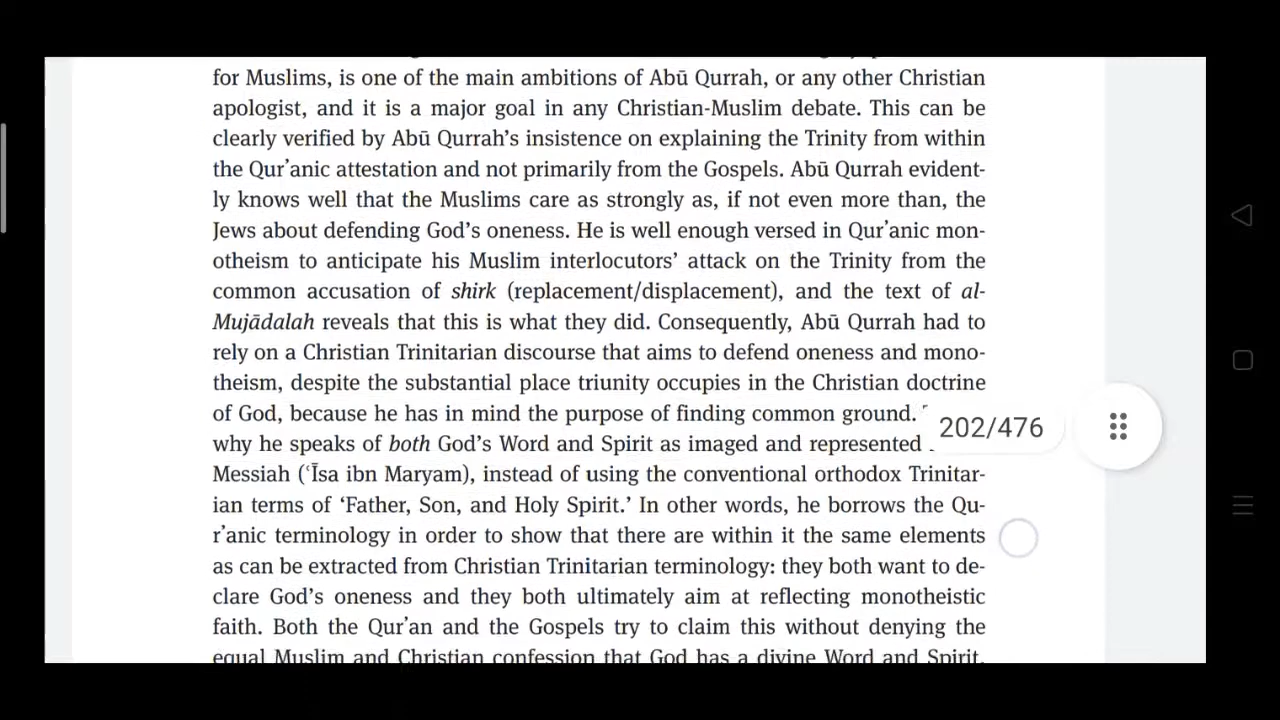 for Muslims, is one of the main ambitions of Abū Qurrah, or any other Christian
apologist, and it is a major goal in any Christian-Muslim debate. This can be
clearly verified by Abū Qurrah’s insistence on explaining the Trinity from within
the Qurʾanic attestation and not primarily from the Gospels. Abū Qurrah evident-
ly knows well that the Muslims care as strongly as, if not even more than, the
Jews about defending God’s oneness. He is well enough versed in Qurʾanic mon-
otheism to anticipate his Muslim interlocutors’ attack on the Trinity from the
common accusation of shirk (replacement/displacement), and the text of al-
Mujādalah reveals that this is what they did. Consequently, Abū Qurrah had to
rely on a Christian Trinitarian discourse that aims to defend oneness and mono-
theism, despite the substantial place triunity occupies in the Christian doctrine
of God, because he has in mind the purpose of finding common ground.
202/476
why he speaks of both God’s Word and Spirit as imaged and represented
Messiah (ʿĪsa ibn Maryam), instead of using the conventional orthodox Trinitar-
ian terms of ‘Father, Son, and Holy Spirit.’ In other words, he borrows the Qu-
rʾanic terminology in order to show that there are within it the same elements
as can be extracted from Christian Trinitarian terminology: they both want to de-
clare God’s oneness and they both ultimately aim at reflecting monotheistic
faith. Both the Qurʾan and the Gospels try to claim this without denying the
equal Muslim and Christian confession that God has a divine Word and Spirit.